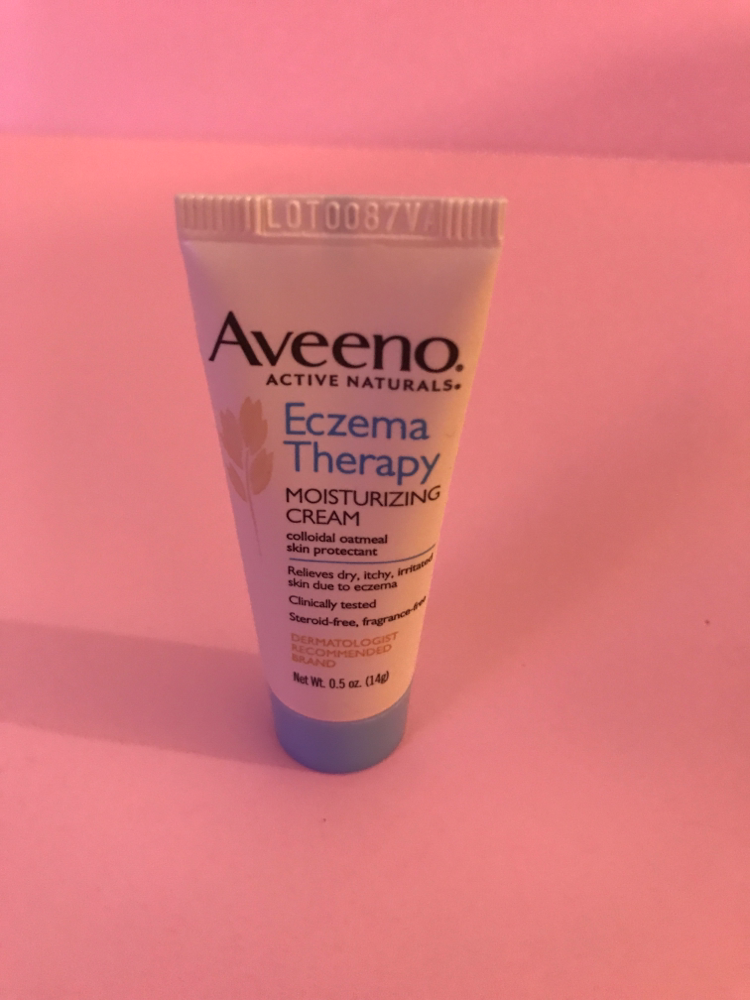 LOT0087VA
Aveeno®
ACTIVE NATURALS®
Eczema
Therapy
MOISTURIZING
CREAM
colloidal oatmeal
skin protectant
Relieves dry, itchy, irritated
skin due to eczema
Clinically tested
Steroid-free, fragrance-free
DERMATOLOGIST
RECOMMENDED
BRAND
Net Wt. 0.5 oz. (14g)